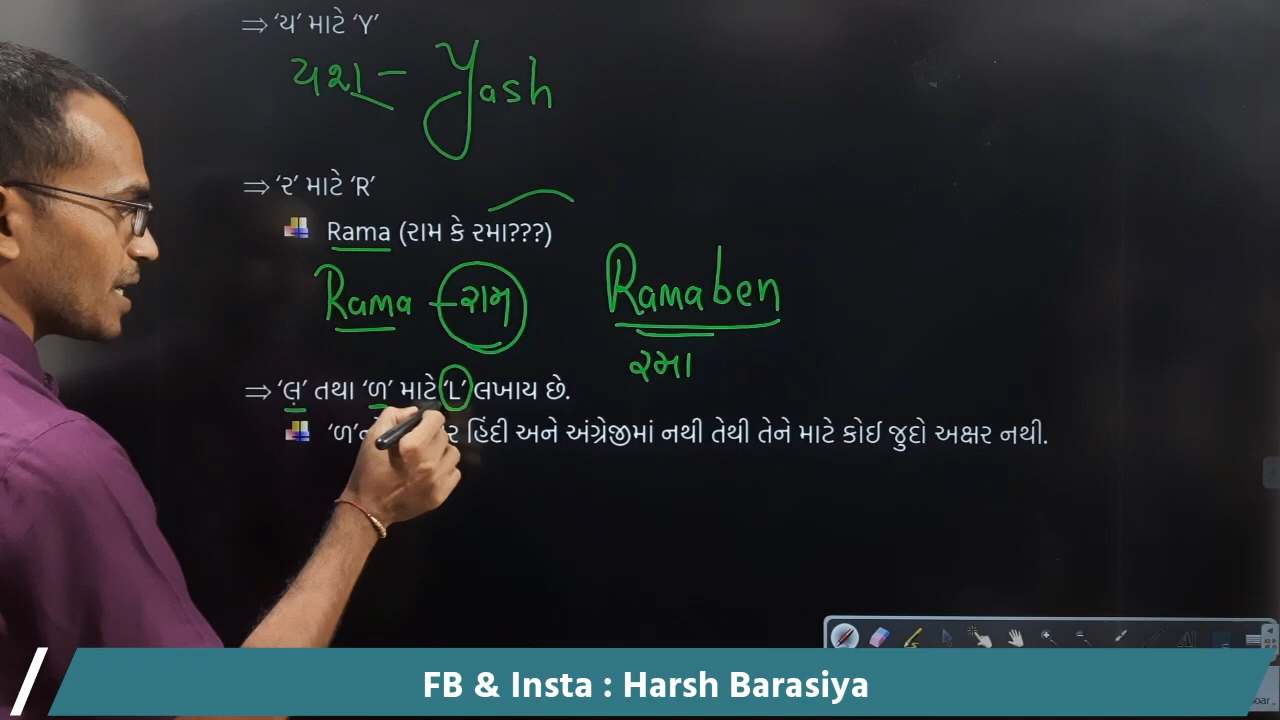 ⇒ ‘ય’ માટે ‘Y’
યશ – Yash
⇒ ‘ર’ માટે ‘R’
Rama (રામ કે રમા???)
Rama – રામ Ramaben
રમા
⇒ ‘લ’ તથા ‘ળ’ માટે ‘L’ લખાય છે.
‘ળ’ હિંદી અને અંગ્રેજીમાં નથી તેથી તેને માટે કોઈ જુદો અક્ષર નથી.
FB & Insta : Harsh Barasiya